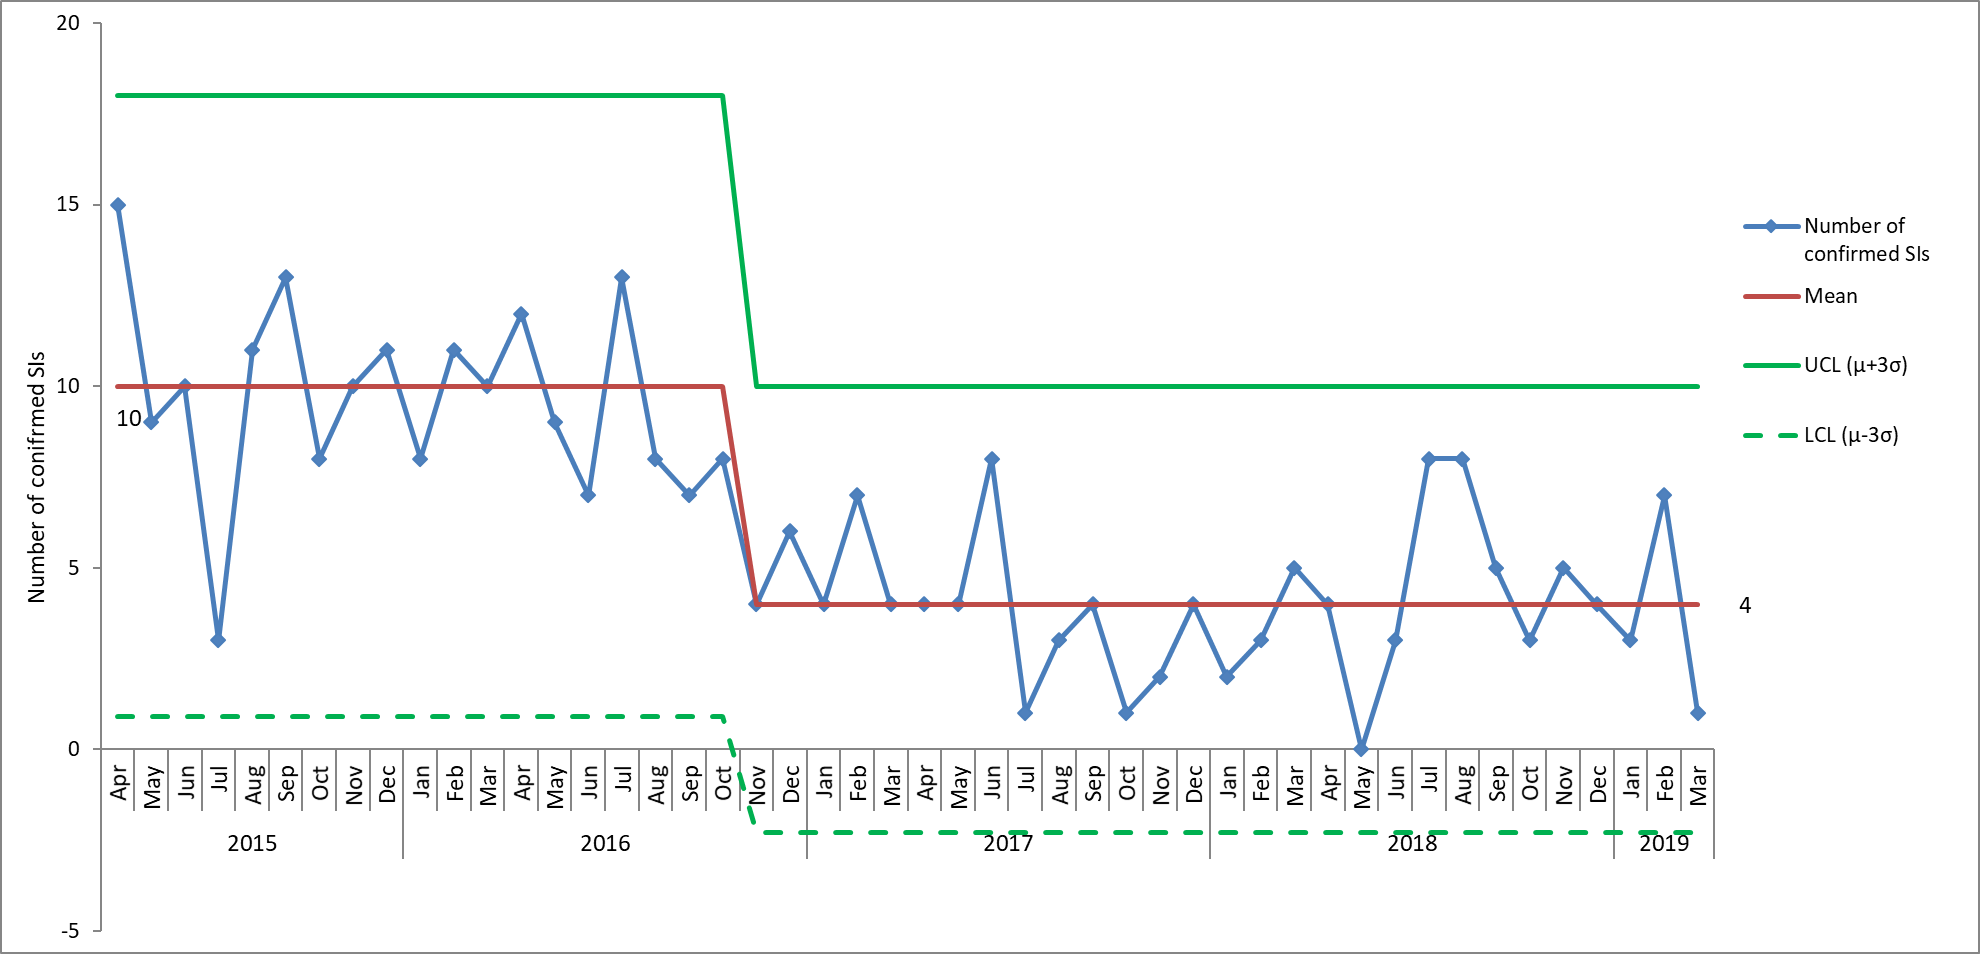 20
15
10
5
0
-5
Number of conifrmed SIs
10
4
Number of
confirmed SIs
Mean
UCL (μ+3σ)
LCL (μ-3σ)
Apr May Jun Jul Aug Sep Oct Nov Dec Jan Feb Mar Apr May Jun Jul Aug Sep Oct Nov Dec Jan Feb Mar Apr May Jun Jul Aug Sep Oct Nov Dec Jan Feb Mar Apr May Jun Jul Aug Sep Oct Nov Dec Jan Feb Mar
2015 2016 2017 2018 2019